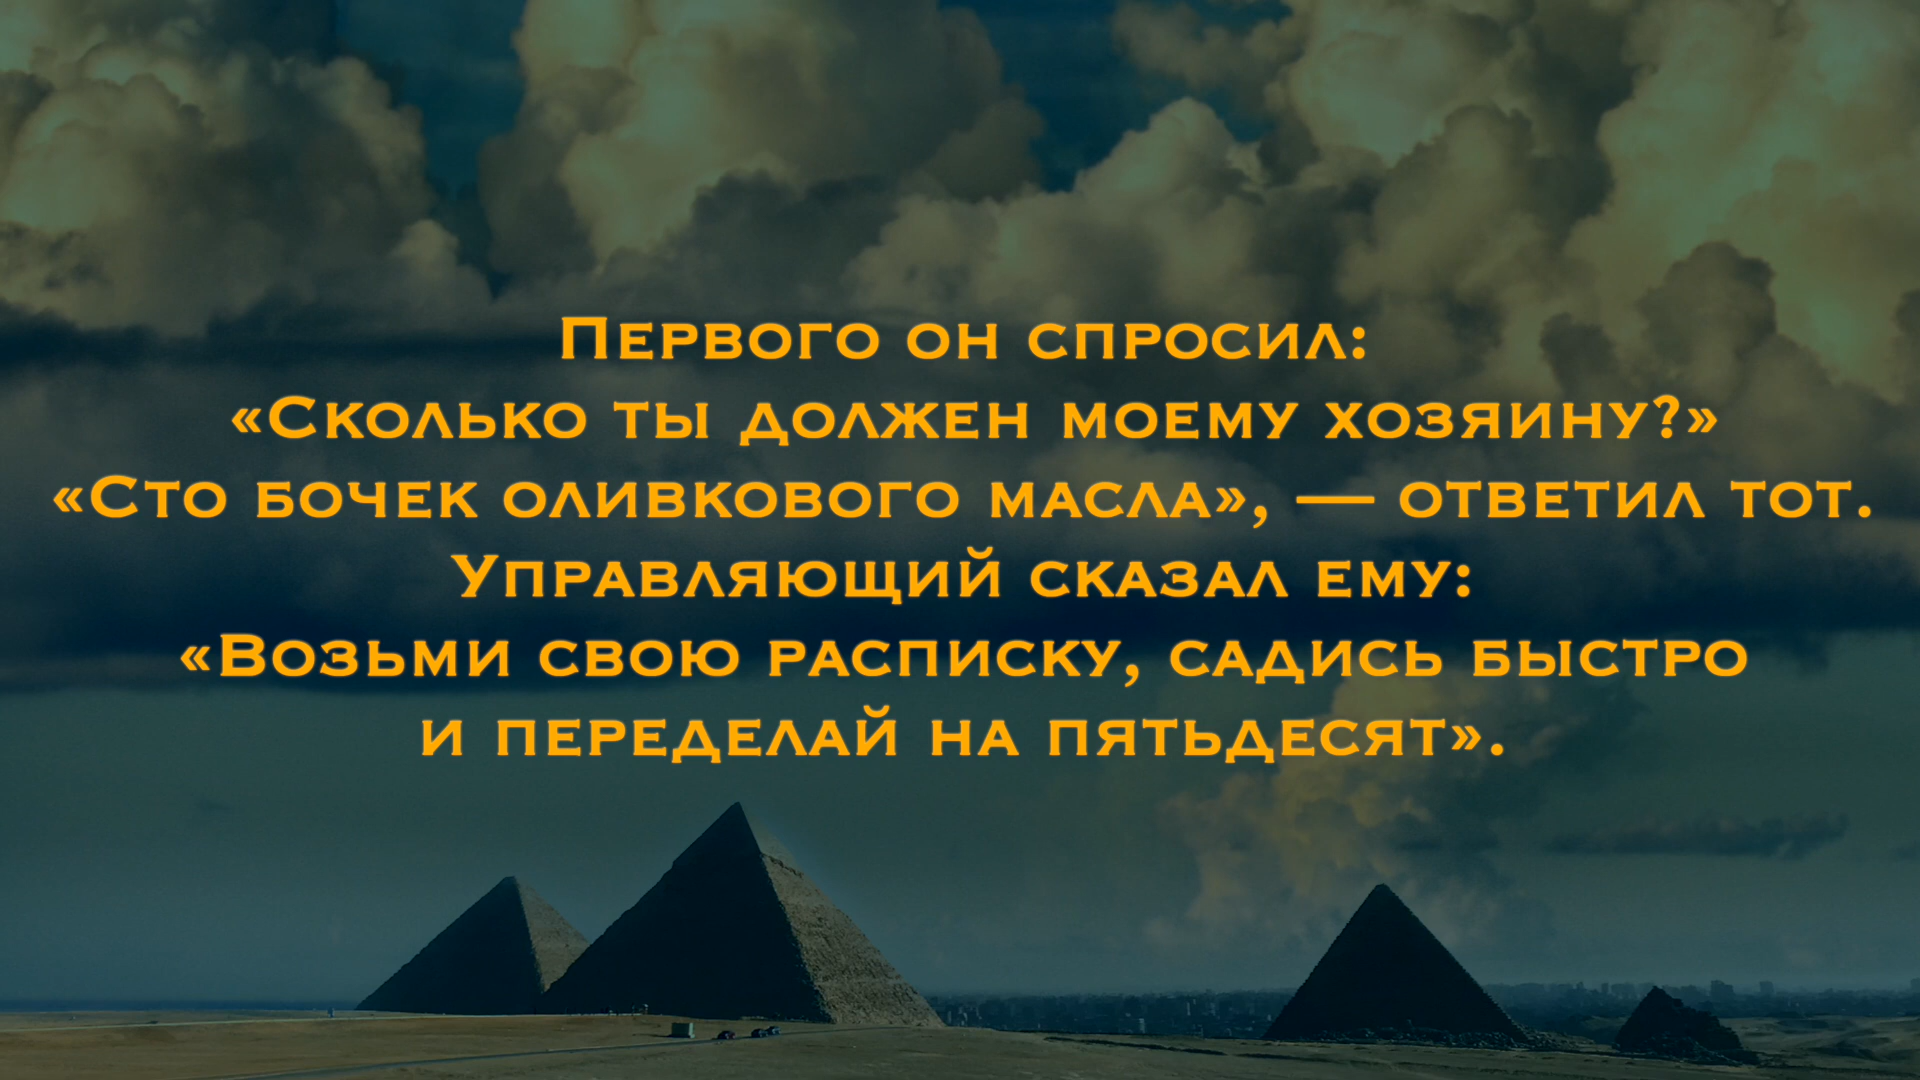 Первого он спросил:
«Сколько ты должен моему хозяину?»
«Сто бочек оливкового масла», — ответил тот.
Управляющий сказал ему:
«Возьми свою расписку, садись быстро
и переделай на пятьдесят».